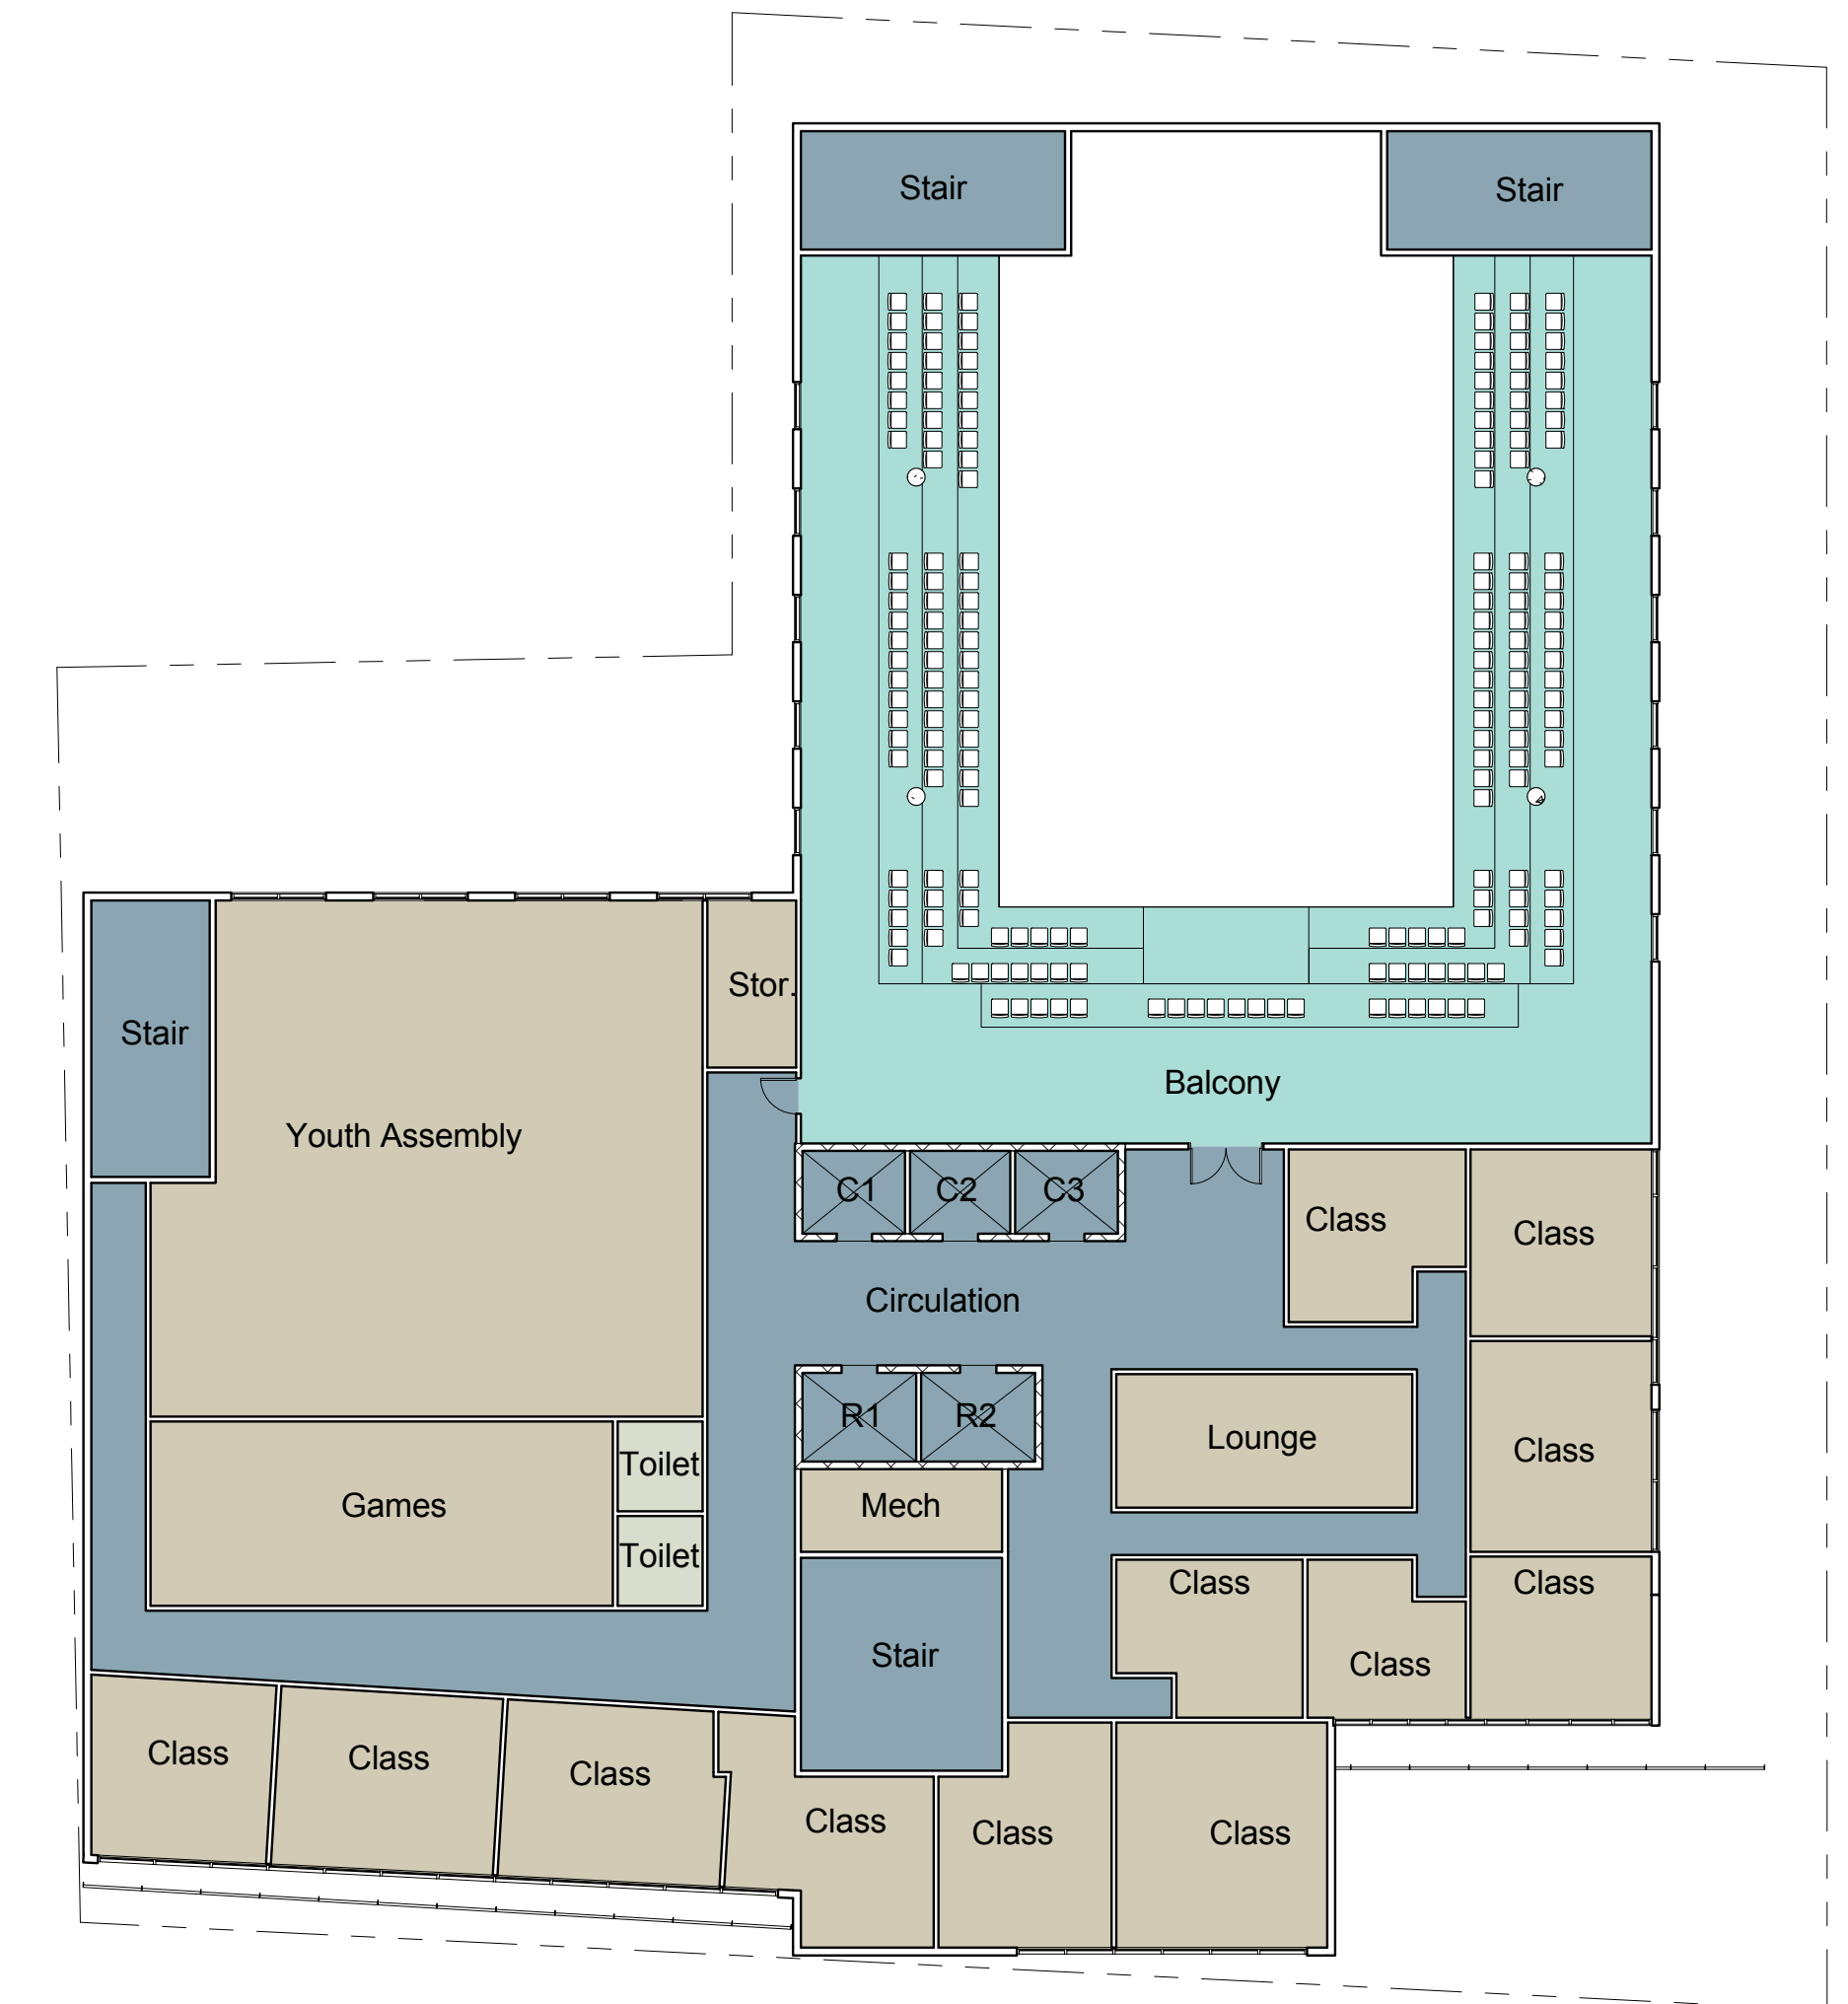 Stair
Stair
Stor.
Stair
Balcony
Youth Assembly
C1
C2
C3
Class
Class
Circulation
R1
R2
Lounge
Class
Toilet
Games
Mech
Toilet
Class
Class
Stair
Class
Class
Class
Class
Class
Class
Class
Class